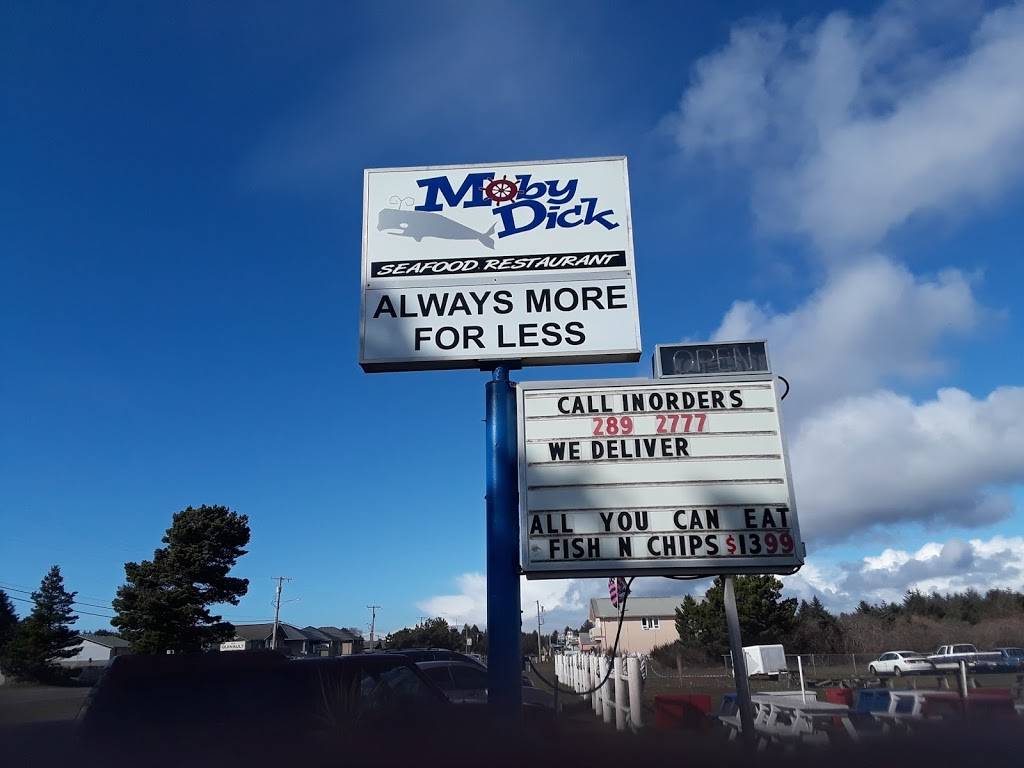 Moby
Dick
SEAFOOD RESTAURANT
ALWAYS MORE
FOR LESS
OPEN
CALL INORDERS
289 2777
WE DELIVER
ALL YOU CAN EAT
FISH N CHIPS $1399